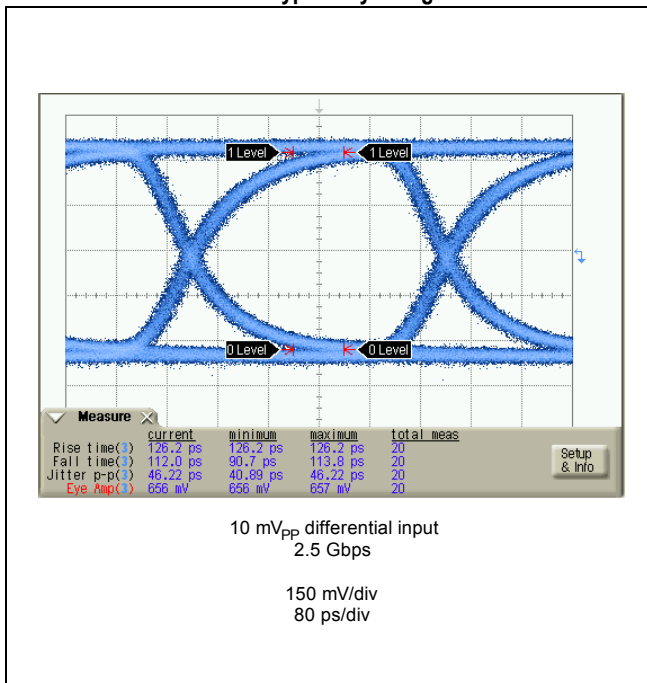 1 Level 1 Level
0 Level 0 Level
Measure
current minimum maximum total meas
Rise time(3) 126.2 ps 126.2 ps 126.2 ps 20
Fall time(3) 112.0 ps 90.7 ps 113.8 ps 20
Jitter p-p(3) 46.22 ps 40.89 ps 46.22 ps 20
Eye Amp(3) 656 mV 656 mV 657 mV 20
Setup
& Info
10 mVPP differential input
2.5 Gbps
150 mV/div
80 ps/div